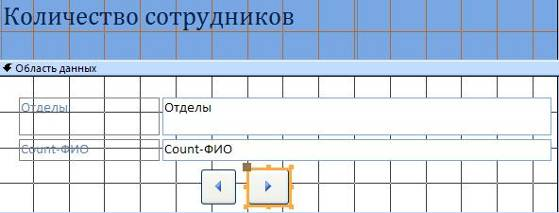 Количество сотрудников
Область данных
Отделы Отделы
Count-ФИО Count-ФИО